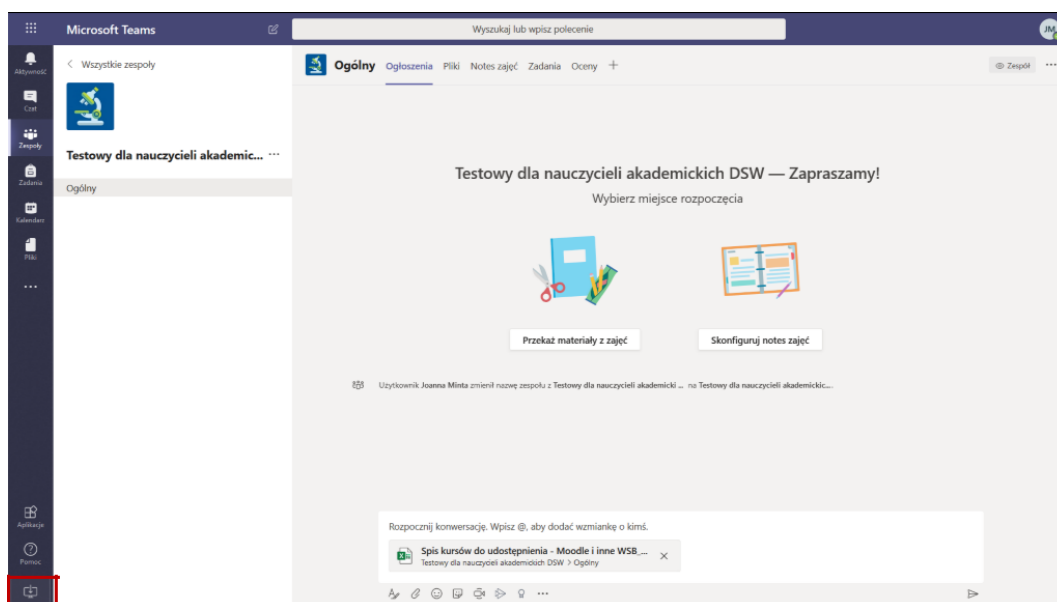 Microsoft Teams
Wyszukaj lub wpisz polecenie
JM
Aktywność
Czat
Zespoły
Zadania
Kalendarz
Pliki
Aplikacje
Pomoc
Wszystkie zespoły
Testowy dla nauczycieli akademic...
Ogólny
Ogólny Ogłoszenia Pliki Notes zajęć Zadania Oceny
Zespół
Testowy dla nauczycieli akademickich DSW — Zapraszamy!
Wybierz miejsce rozpoczęcia
Przekaż materiały z zajęć
Skonfiguruj notes zajęć
Użytkownik Joanna Minta zmienił nazwę zespołu z Testowy dla nauczycieli akademicki ... na Testowy dla nauczycieli akademickic...
Rozpocznij konwersację. Wpisz @, aby dodać wzmiankę o kimś.
Spis kursów do udostępnienia - Moodle i inne WSB_...
Testowy dla nauczycieli akademickich DSW > Ogólny